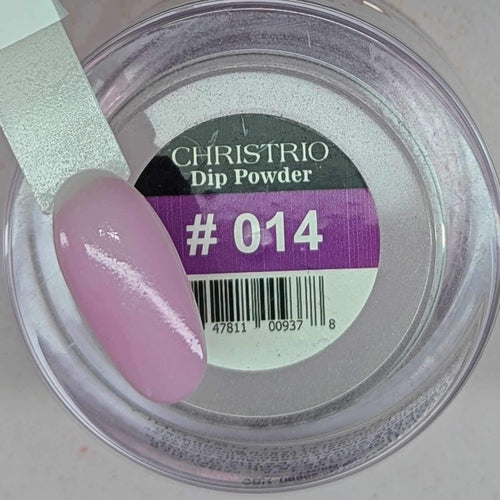 CHRISTRIO
Dip Powder
# 014
47811 00937 8